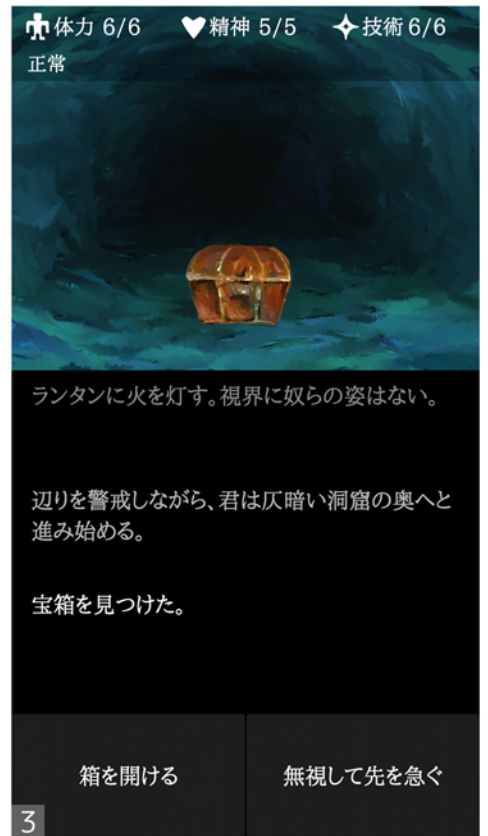 体力 6/6 精神 5/5 技術 6/6
正常
ランタンに火を灯す。視界に奴らの姿はない。
辺りを警戒しながら、君は仄暗い洞窟の奥へと
進み始める。
宝箱を見つけた。
箱を開ける 無視して先を急ぐ
3